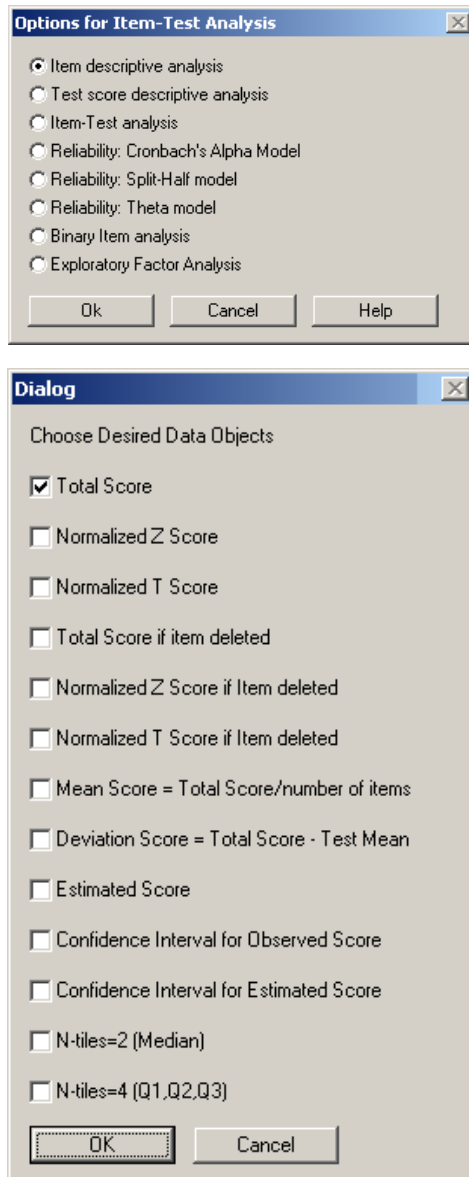 Options for Item-Test Analysis
Item descriptive analysis
Test score descriptive analysis
Item-Test analysis
Reliability: Cronbach's Alpha Model
Reliability: Split-Half model
Reliability: Theta model
Binary Item analysis
Exploratory Factor Analysis
Ok Cancel Help
Dialog
Choose Desired Data Objects
Total Score
Normalized Z Score
Normalized T Score
Total Score if item deleted
Normalized Z Score if Item deleted
Normalized T Score if Item deleted
Mean Score = Total Score/number of items
Deviation Score = Total Score - Test Mean
Estimated Score
Confidence Interval for Observed Score
Confidence Interval for Estimated Score
N-tiles=2 (Median)
N-tiles=4 (Q1,Q2,Q3)
OK Cancel